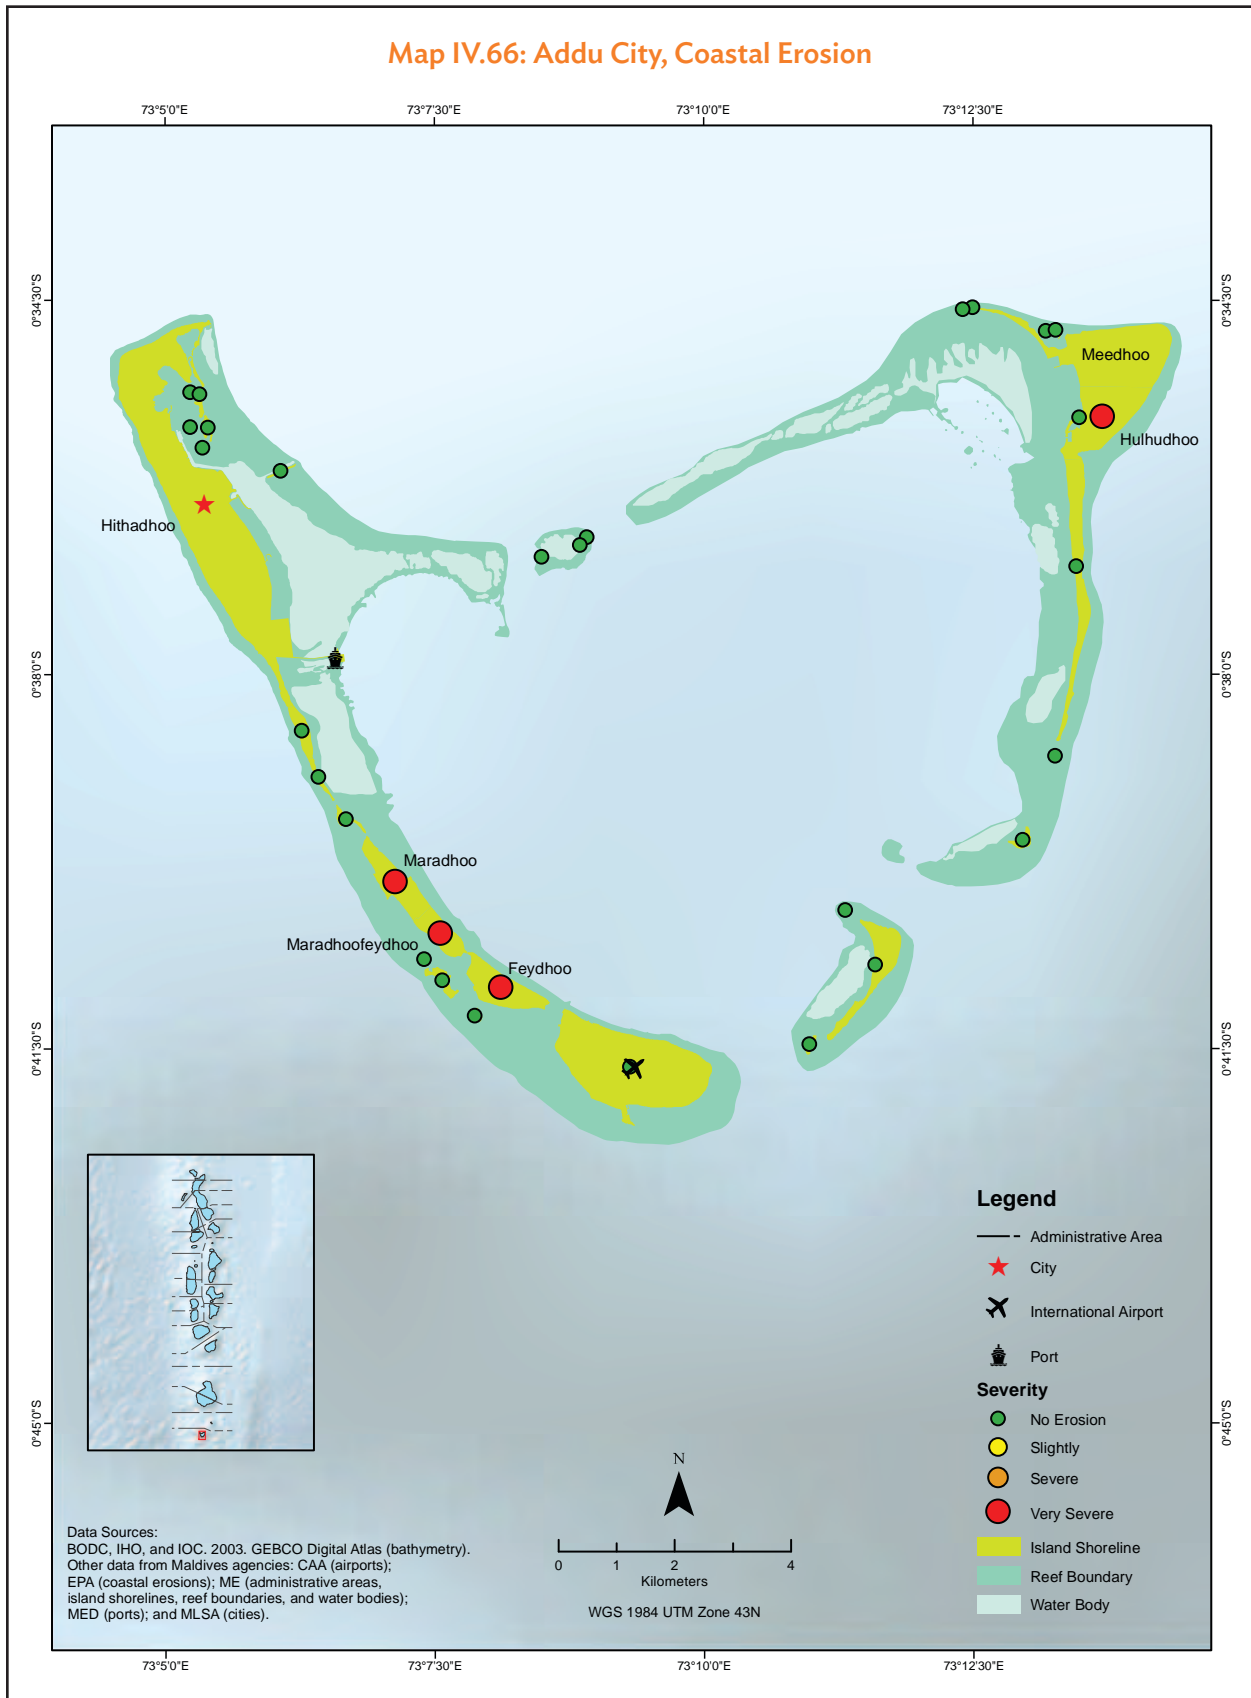 Map IV.66: Addu City, Coastal Erosion
73°5'0"E
73°7'30"E
73°10'0"E
73°12'30"E
0°34'30"S
0°34'30"S
Meedhoo
Hulhudhoo
Hithadhoo
0°38'0"S
0°38'0"S
Maradhoo
Maradhoofeydhoo
Feydhoo
0°41'30"S
0°41'30"S
Legend
Administrative Area
City
International Airport
Port
Severity
No Erosion
Slightly
Severe
Very Severe
Island Shoreline
Reef Boundary
Water Body
0°45'0"S
0°45'0"S
N
0 1 2 4
Kilometers
WGS 1984 UTM Zone 43N
Data Sources:
BODC, IHO, and IOC. 2003. GEBCO Digital Atlas (bathymetry).
Other data from Maldives agencies: CAA (airports);
EPA (coastal erosions); ME (administrative areas,
island shorelines, reef boundaries, and water bodies);
MED (ports); and MLSA (cities).
73°5'0"E
73°7'30"E
73°10'0"E
73°12'30"E